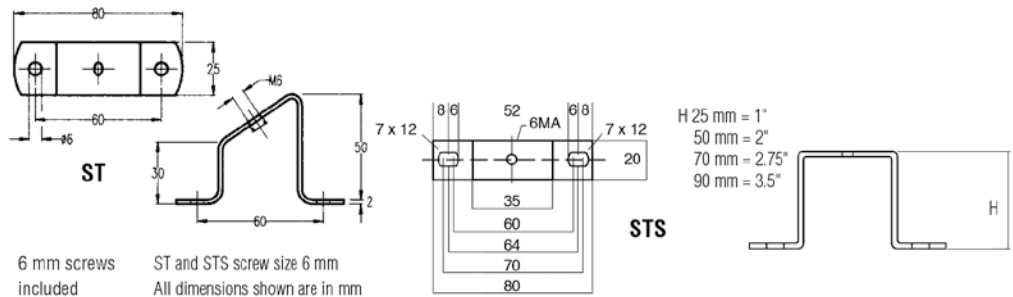 80
25
60
ø6
ST
M6
30
50
2
60
6 mm screws
included
ST and STS screw size 6 mm
All dimensions shown are in mm
8 6 52 6 8
7 x 12 6MA 7 x 12
20
35
60
64
70
80
STS
H 25 mm = 1"
50 mm = 2"
70 mm = 2.75"
90 mm = 3.5"
H